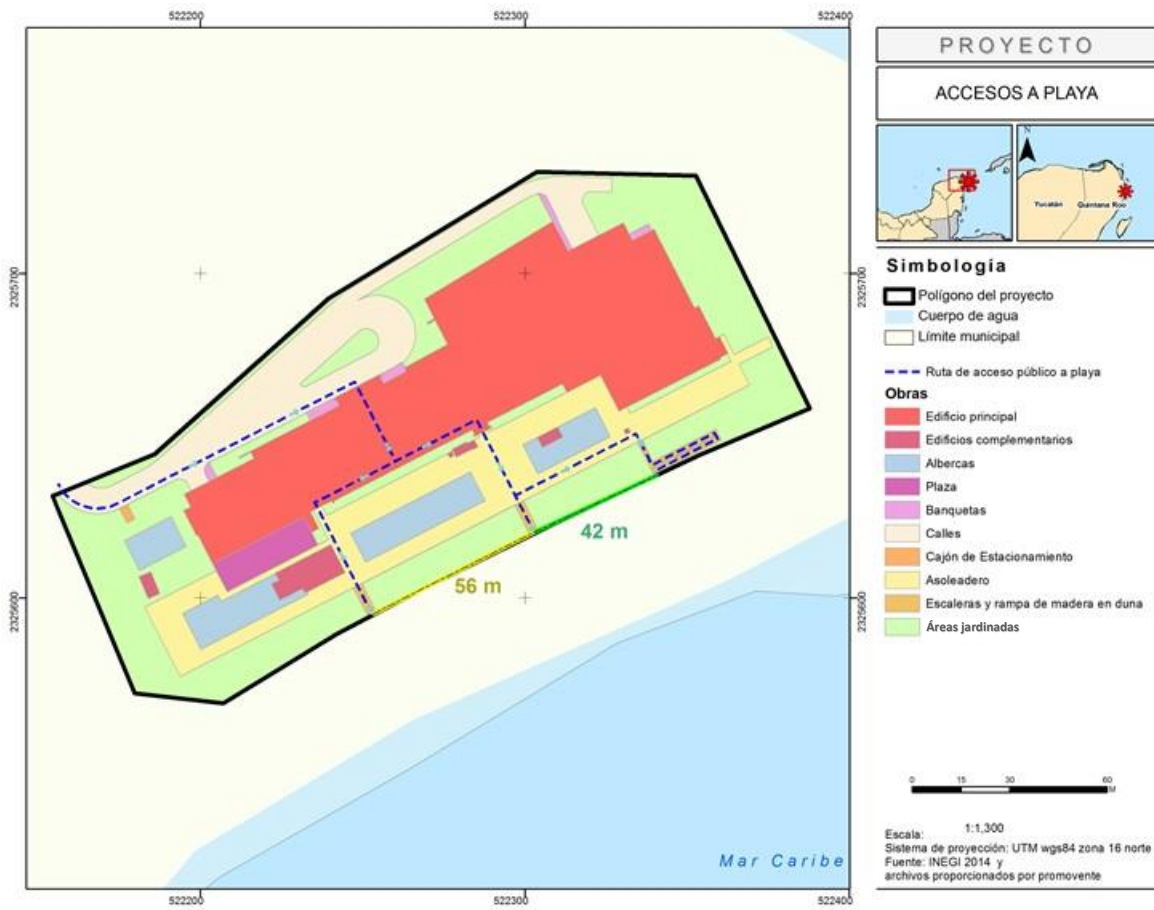 522200
522300
522400
2325700
2325700
2325600
2325600
42 m
56 m
Mar Caribe
522200
522300
522400
PROYECTO
ACCESOS A PLAYA
N
Yucatán
Quintana Roo
Simbología
Polígono del proyecto
Cuerpo de agua
Límite municipal
Ruta de acceso público a playa
Obras
Edificio principal
Edificios complementarios
Albercas
Plaza
Banquetas
Calles
Cajón de Estacionamiento
Asoleadero
Escaleras y rampa de madera en duna
Áreas jardinadas
0 15 30 60
M
Escala: 1:1,300
Sistema de proyección: UTM wgs84 zona 16 norte
Fuente: INEGI 2014 y
archivos proporcionados por promovente